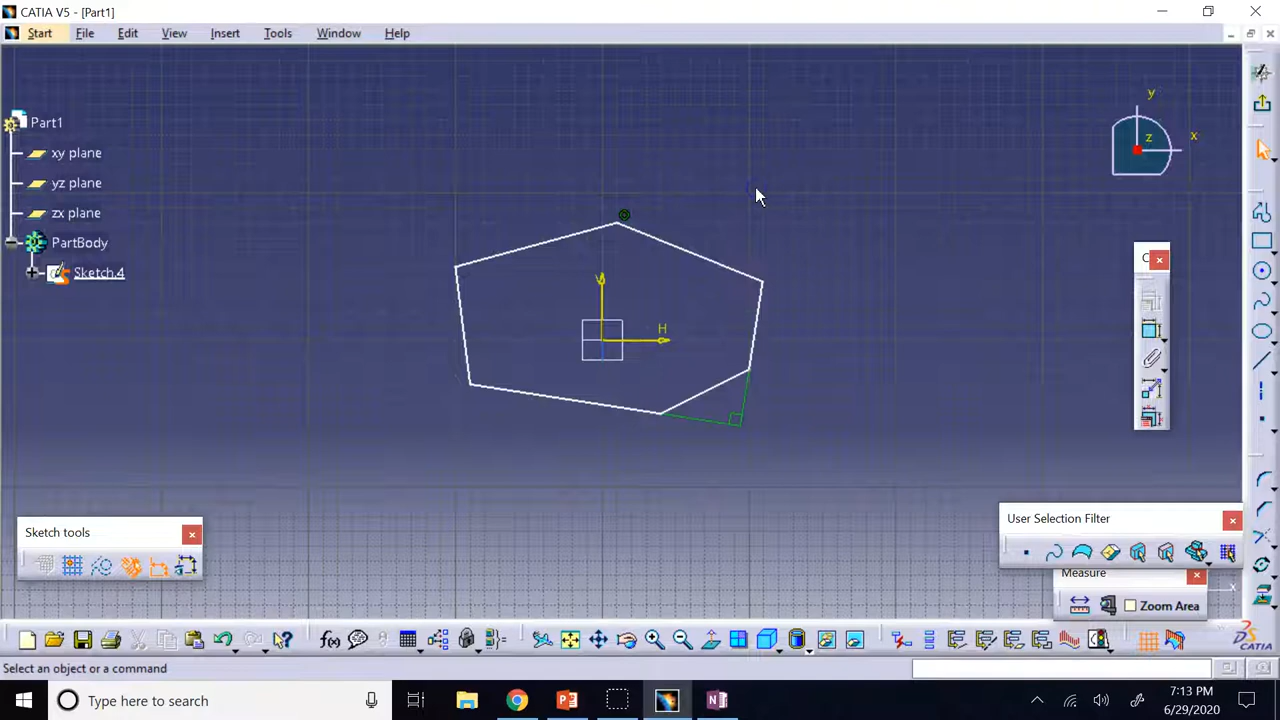 CATIA V5 - [Part1]
Start File Edit View Insert Tools Window Help
Part1
xy plane
yz plane
zx plane
PartBody
Sketch.4
y
x
z
V
H
C
Sketch tools
User Selection Filter
Measure
Zoom Area
x
f(x)
DS CATIA
Select an object or a command
Type here to search
7:13 PM
6/29/2020